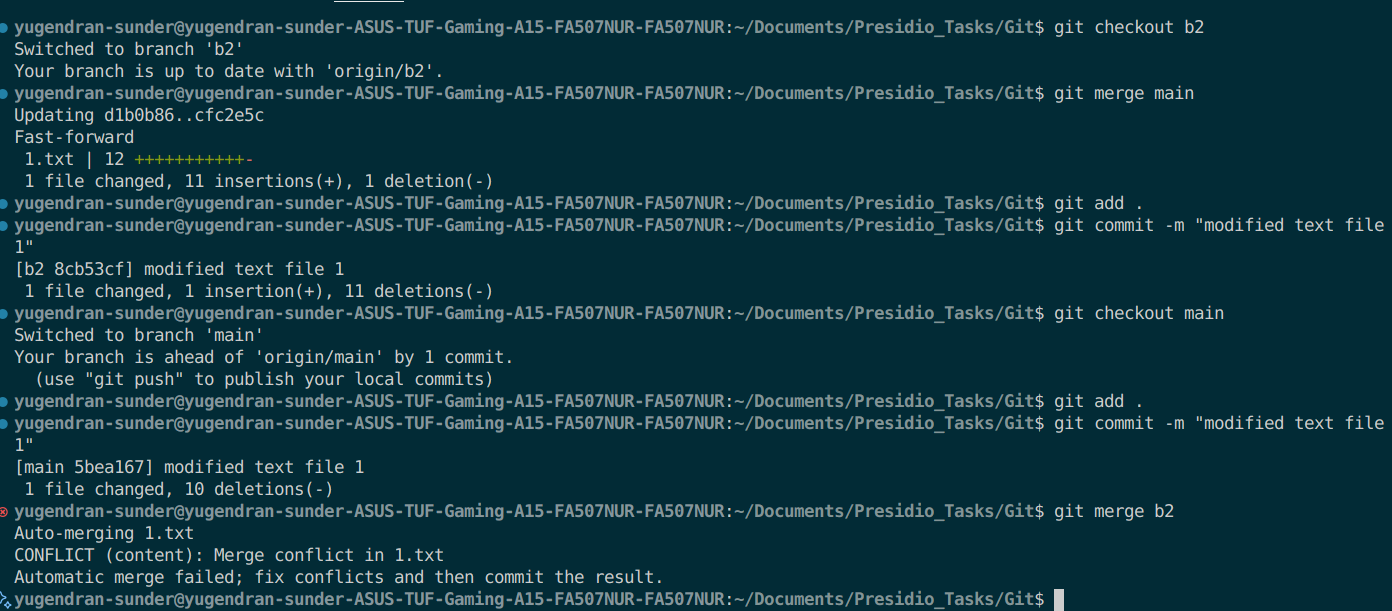 yugendran-sunder@yugendran-sunder-ASUS-TUF-Gaming-A15-FA507NUR-FA507NUR:~/Documents/Presidio_Tasks/Git$ git checkout b2
Switched to branch 'b2'
Your branch is up to date with 'origin/b2'.
yugendran-sunder@yugendran-sunder-ASUS-TUF-Gaming-A15-FA507NUR-FA507NUR:~/Documents/Presidio_Tasks/Git$ git merge main
Updating d1b0b86..cfc2e5c
Fast-forward
 1.txt | 12 +++++++++++-
 1 file changed, 11 insertions(+), 1 deletion(-)
yugendran-sunder@yugendran-sunder-ASUS-TUF-Gaming-A15-FA507NUR-FA507NUR:~/Documents/Presidio_Tasks/Git$ git add .
yugendran-sunder@yugendran-sunder-ASUS-TUF-Gaming-A15-FA507NUR-FA507NUR:~/Documents/Presidio_Tasks/Git$ git commit -m "modified text file
1"
[b2 8cb53cf] modified text file 1
 1 file changed, 1 insertion(+), 11 deletions(-)
yugendran-sunder@yugendran-sunder-ASUS-TUF-Gaming-A15-FA507NUR-FA507NUR:~/Documents/Presidio_Tasks/Git$ git checkout main
Switched to branch 'main'
Your branch is ahead of 'origin/main' by 1 commit.
  (use "git push" to publish your local commits)
yugendran-sunder@yugendran-sunder-ASUS-TUF-Gaming-A15-FA507NUR-FA507NUR:~/Documents/Presidio_Tasks/Git$ git add .
yugendran-sunder@yugendran-sunder-ASUS-TUF-Gaming-A15-FA507NUR-FA507NUR:~/Documents/Presidio_Tasks/Git$ git commit -m "modified text file
1"
[main 5bea167] modified text file 1
 1 file changed, 10 deletions(-)
yugendran-sunder@yugendran-sunder-ASUS-TUF-Gaming-A15-FA507NUR-FA507NUR:~/Documents/Presidio_Tasks/Git$ git merge b2
Auto-merging 1.txt
CONFLICT (content): Merge conflict in 1.txt
Automatic merge failed; fix conflicts and then commit the result.
yugendran-sunder@yugendran-sunder-ASUS-TUF-Gaming-A15-FA507NUR-FA507NUR:~/Documents/Presidio_Tasks/Git$